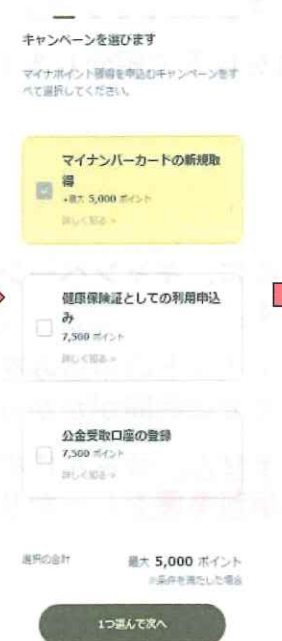 キャンペーンを選びます
マイナポイント獲得を申込むキャンペーンをす
べて選択してください。
マイナンバーカードの新規取
得
+最大 5,000 ポイント
詳しく知る
健康保険証としての利用申込
み
7,500 ポイント
詳しく知る
公金受取口座の登録
7,500 ポイント
詳しく知る
選択の合計
最大 5,000 ポイント
※条件を満たした場合
1つ選んで次へ